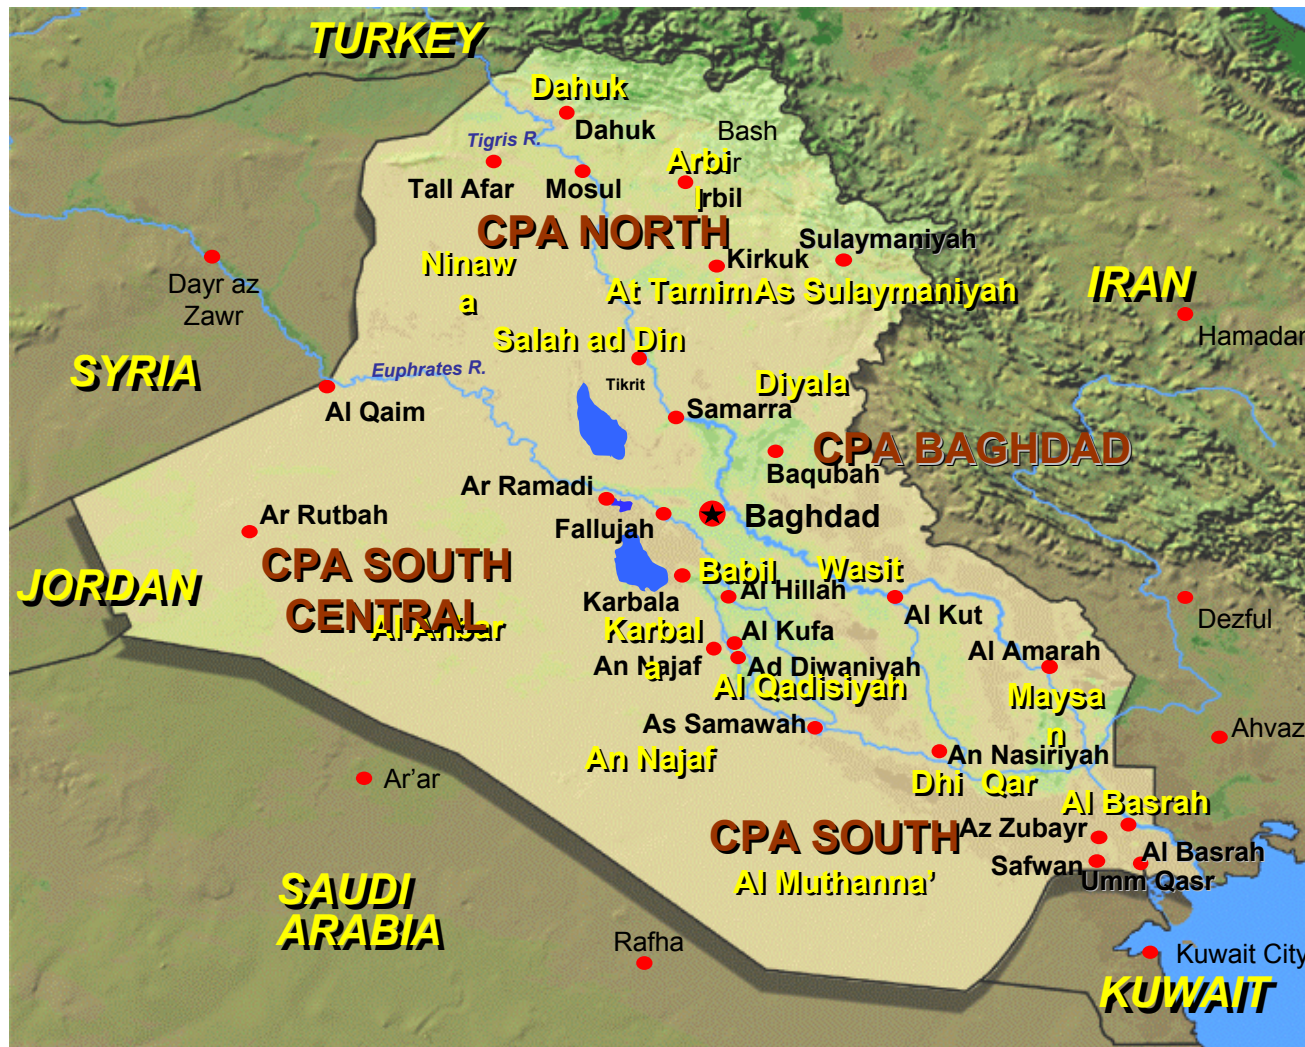 TURKEY
Dahuk
Dahuk
Bash
ir
Tigris R.
Arbi
l
Irbil
Tall Afar
Mosul
CPA NORTH
Sulaymaniyah
Kirkuk
Ninaw
a
At Tamim
As Sulaymaniyah
IRAN
Dayr az
Zawr
Hamadan
Salah ad Din
SYRIA
Euphrates R.
Tikrit
Diyala
Al Qaim
Samarra
CPA BAGHDAD
Baqubah
Ar Ramadi
Ar Rutbah
Fallujah
Baghdad
CPA SOUTH
CENTRAL
Al Anbar
JORDAN
Babil
Wasit
Al Hillah
Karbala
Al Kut
Dezful
Karbal
a
Al Kufa
An Najaf
Ad Diwaniyah
Al Amarah
Al Qadisiyah
Maysa
n
As Samawah
Ahvaz
An Najaf
An Nasiriyah
Ar'ar
Dhi Qar
Al Basrah
CPA SOUTH
Az Zubayr
Al Basrah
Safwan
Umm Qasr
Al Muthanna'
SAUDI
ARABIA
Rafha
Kuwait City
KUWAIT